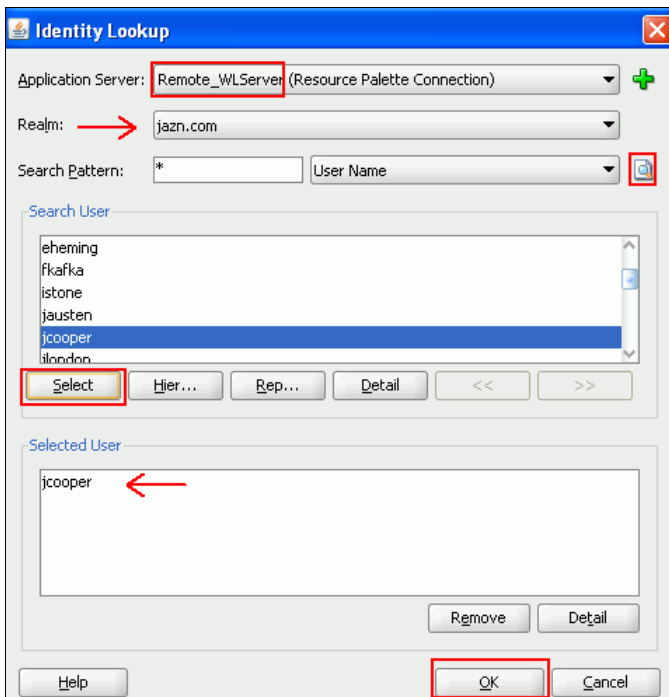 Identity Lookup
Application Server: Remote_WLServer (Resource Palette Connection)
Realm: jazn.com
Search Pattern: * User Name
Search User
eheming
fkafka
istone
jausten
jcooper
jlondon
Select Hier... Rep... Detail << >>
Selected User
jcooper
Remove Detail
Help OK Cancel